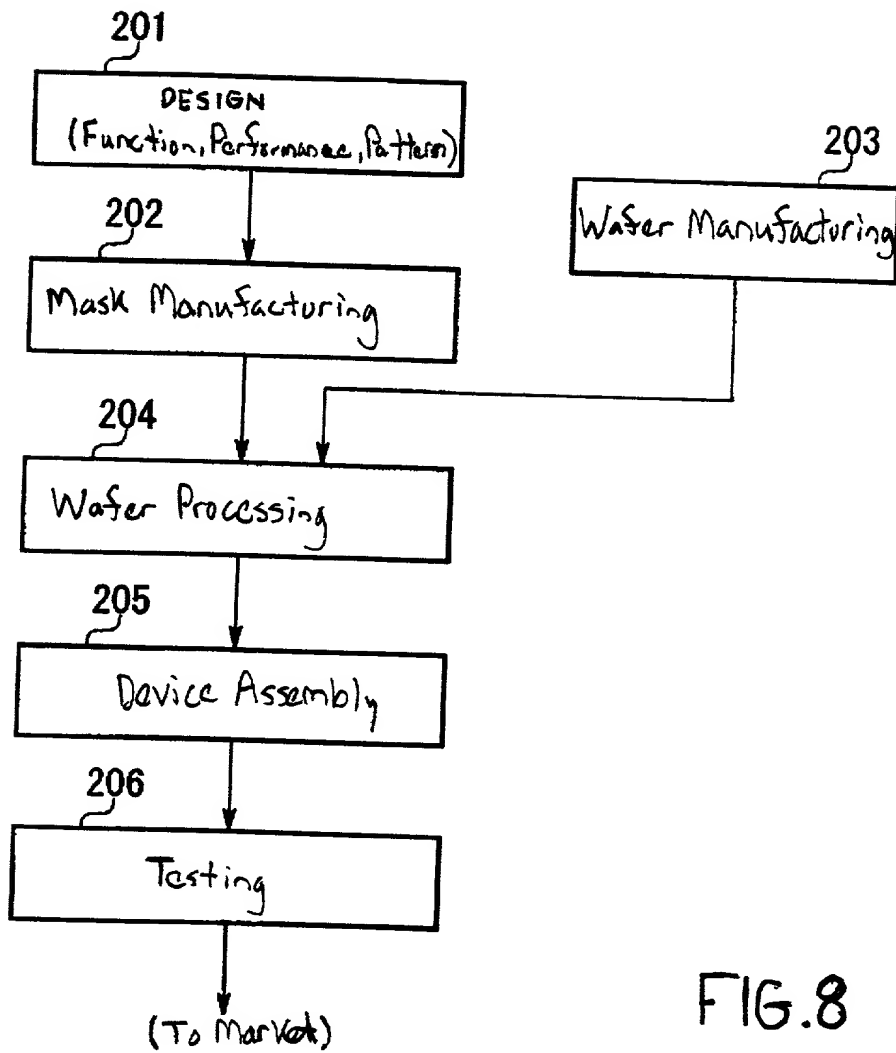 201
DESIGN
(Function, Performance, Pattern)
203
Wafer Manufacturing
202
Mask Manufacturing
204
Wafer Processing
205
Device Assembly
206
Testing
(To Market)
FIG.8